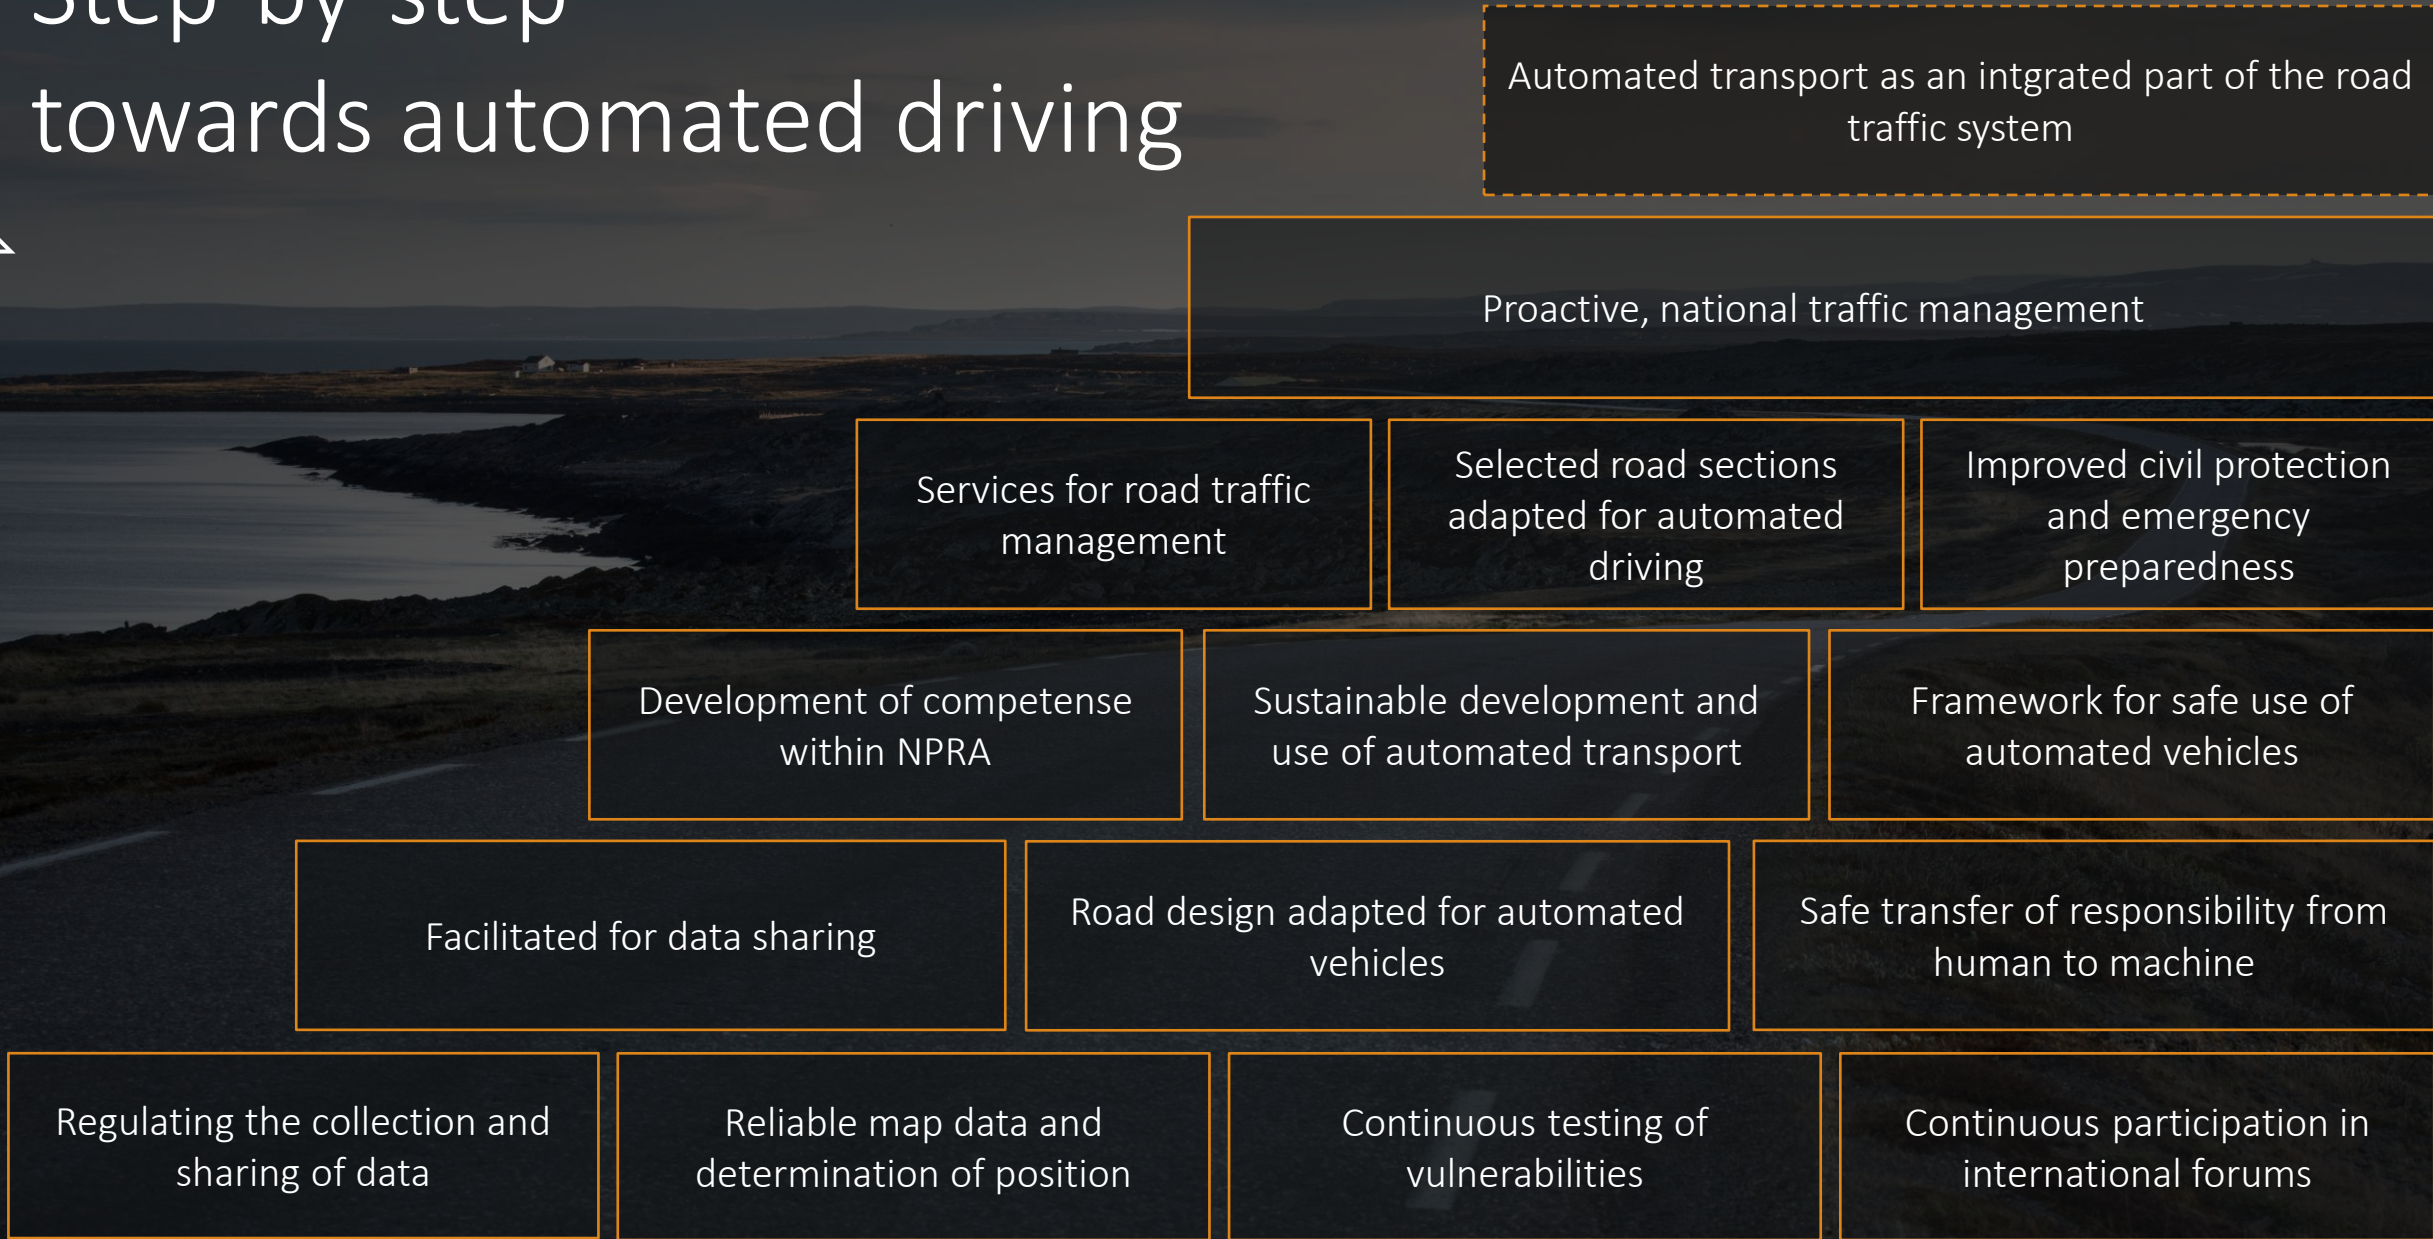 Step by step
towards automated driving
Automated transport as an intgrated part of the road
traffic system
Proactive, national traffic management
Services for road traffic
management
Selected road sections
adapted for automated
driving
Improved civil protection
and emergency
preparedness
Development of competense
within NPRA
Sustainable development and
use of automated transport
Framework for safe use of
automated vehicles
Facilitated for data sharing
Road design adapted for automated
vehicles
Safe transfer of responsibility from
human to machine
Regulating the collection and
sharing of data
Reliable map data and
determination of position
Continuous testing of
vulnerabilities
Continuous participation in
international forums